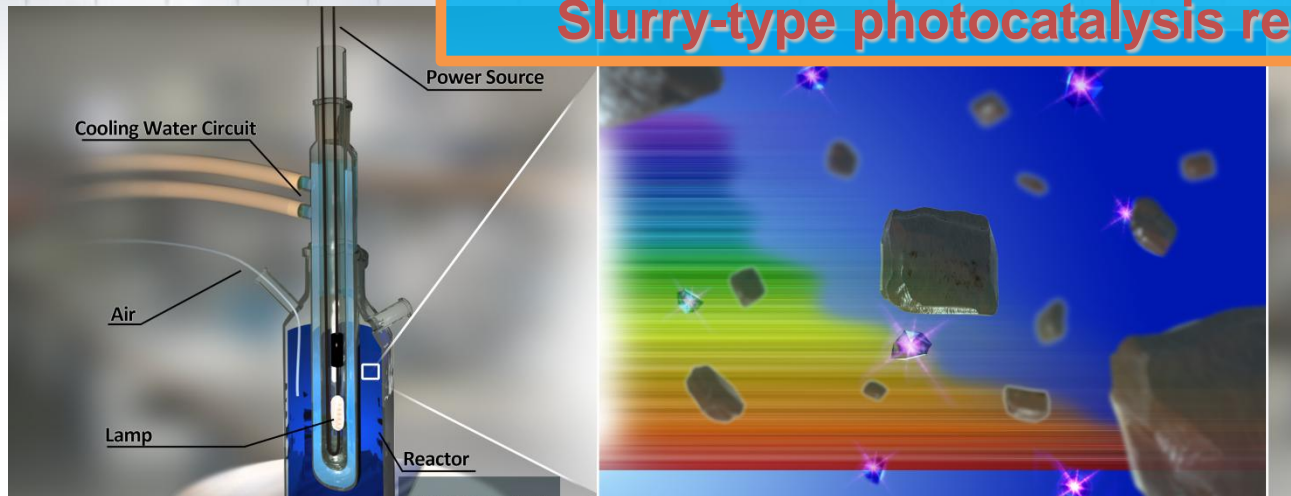 Slurry-type photocatalysis re
Power Source
Cooling Water Circuit
Air
Lamp
Reactor